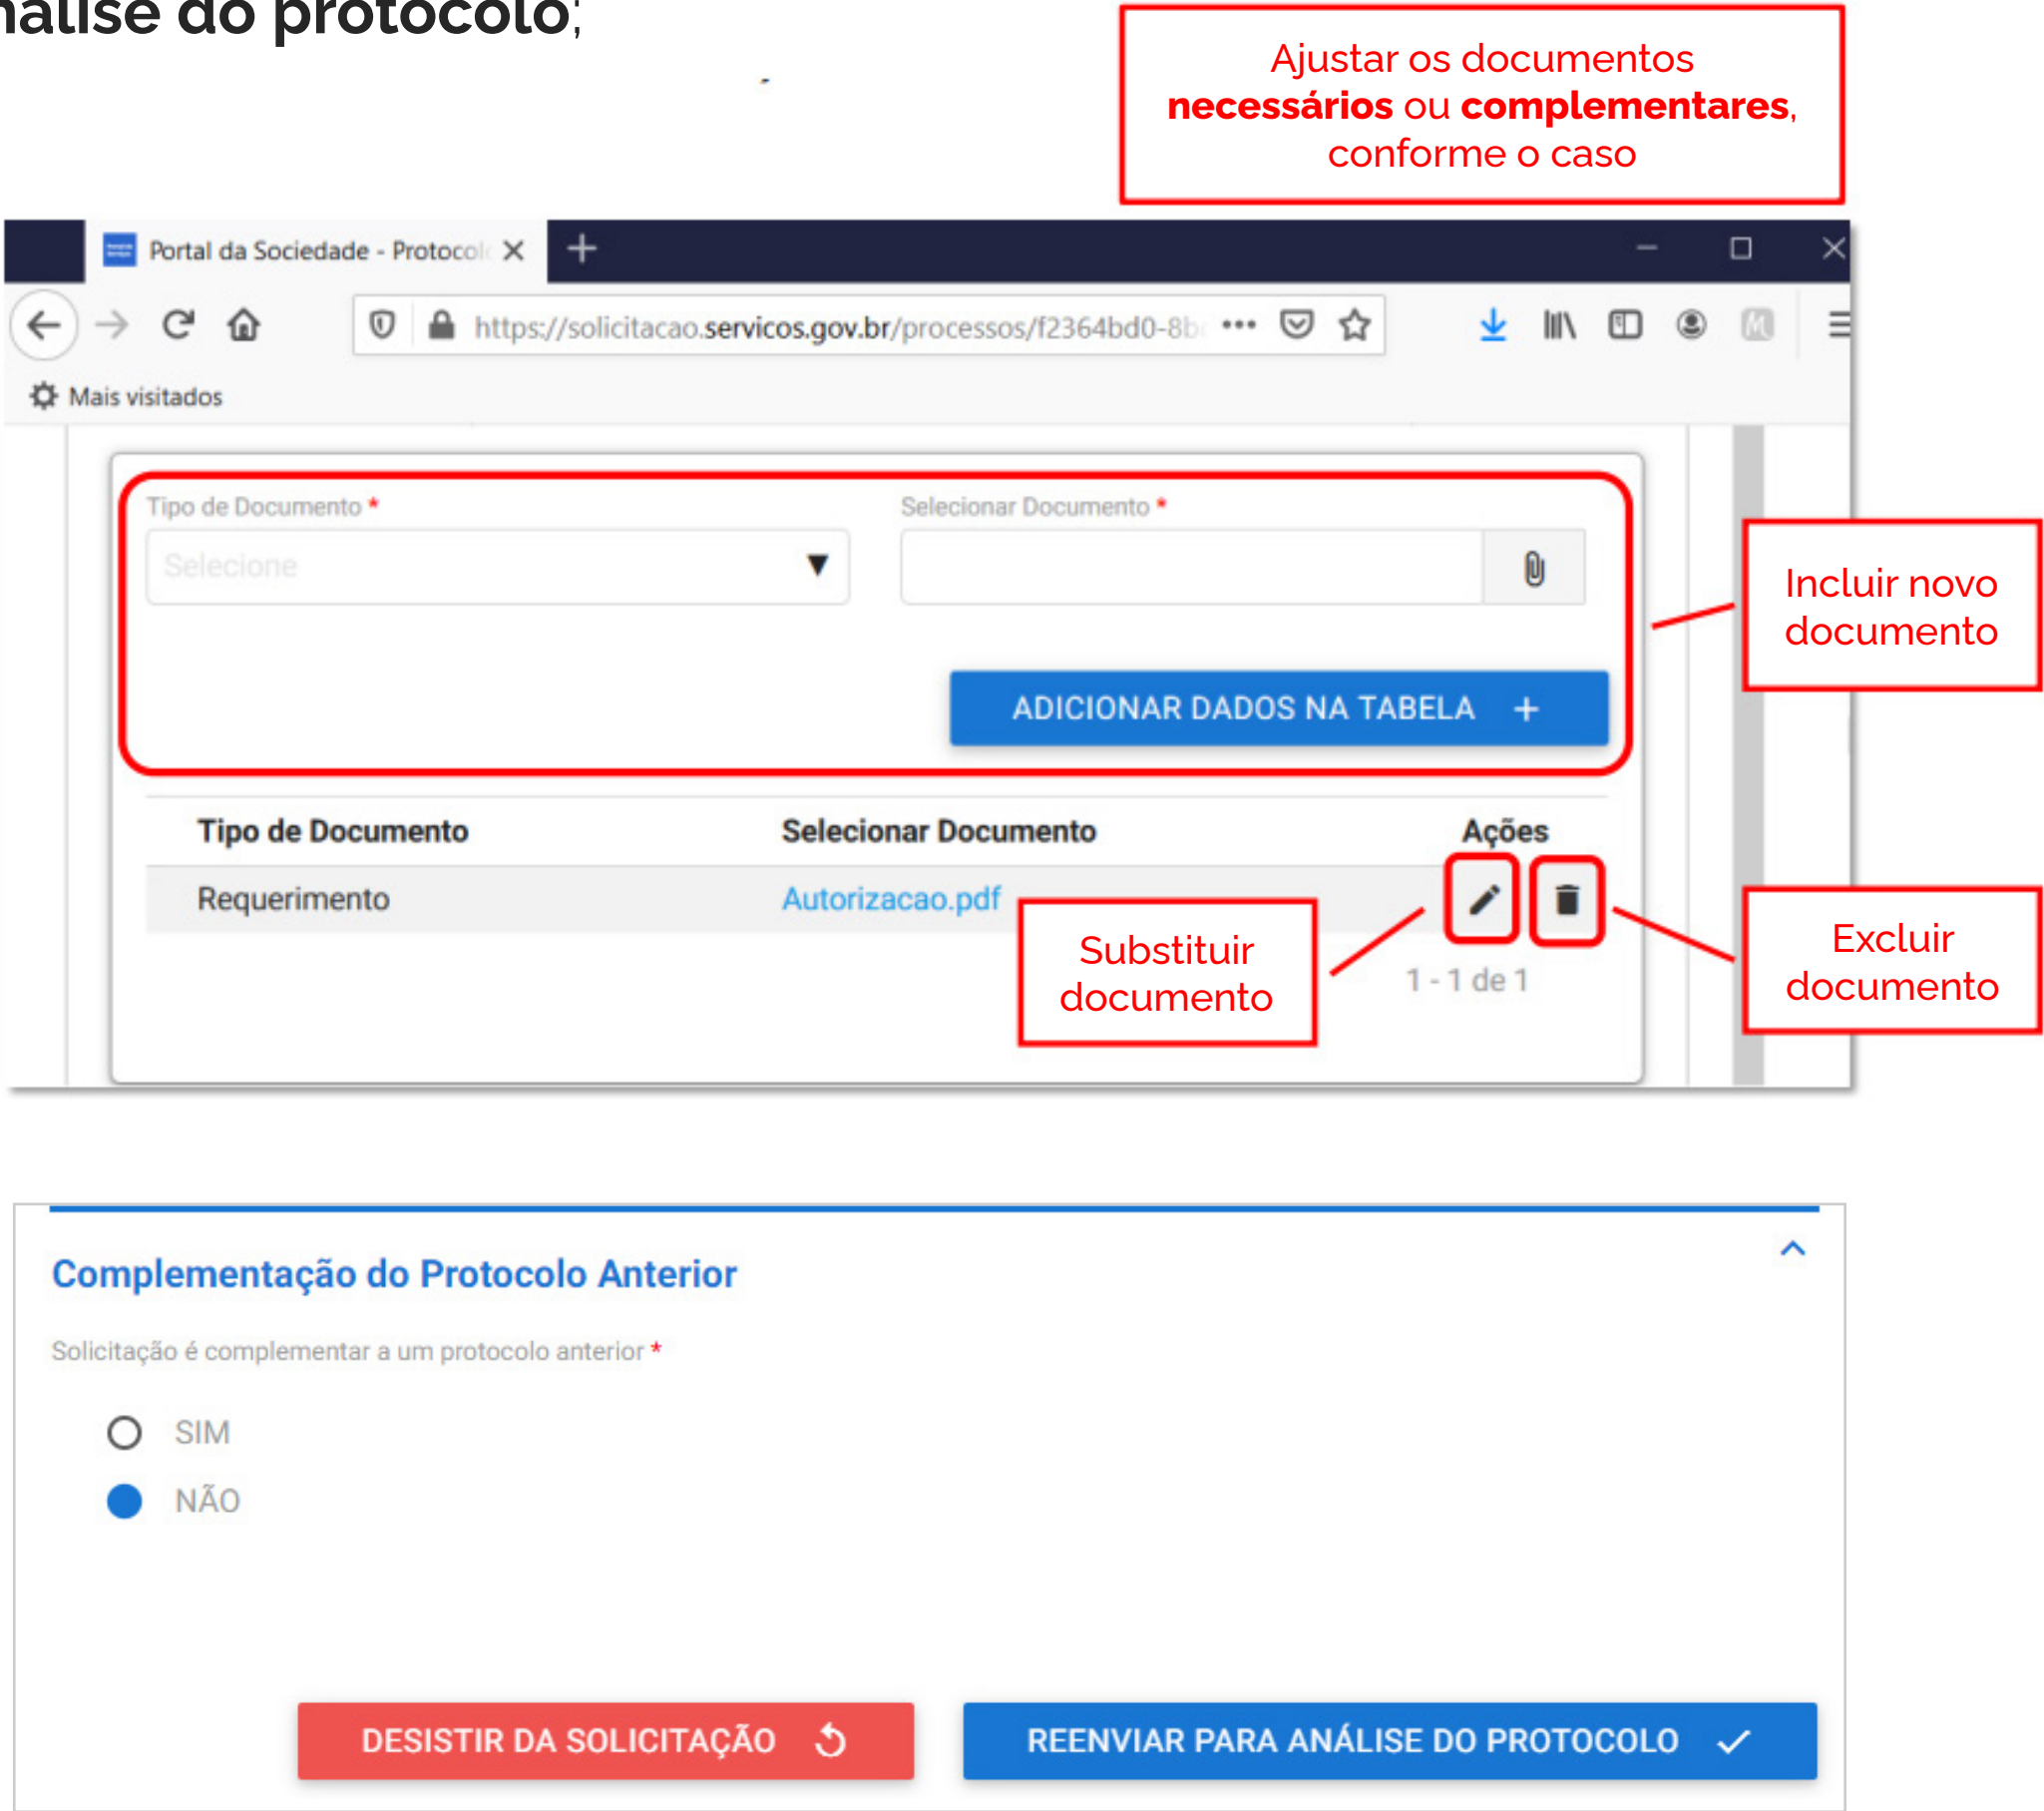 nálise do protocolo;
Ajustar os documentos
necessários ou complementares,
conforme o caso
Portal da Sociedade - Protocolo
https://solicitacao.servicos.gov.br/processos/f2364bd0-8b
Mais visitados
Tipo de Documento * Selecionar Documento *
Selecione
Incluir novo
documento
ADICIONAR DADOS NA TABELA +
Tipo de Documento Selecionar Documento Ações
Requerimento Autorizacao.pdf
Substituir
documento
Excluir
documento
1 - 1 de 1
Complementação do Protocolo Anterior
Solicitação é complementar a um protocolo anterior *
SIM
NÃO
DESISTIR DA SOLICITAÇÃO REENVIAR PARA ANÁLISE DO PROTOCOLO